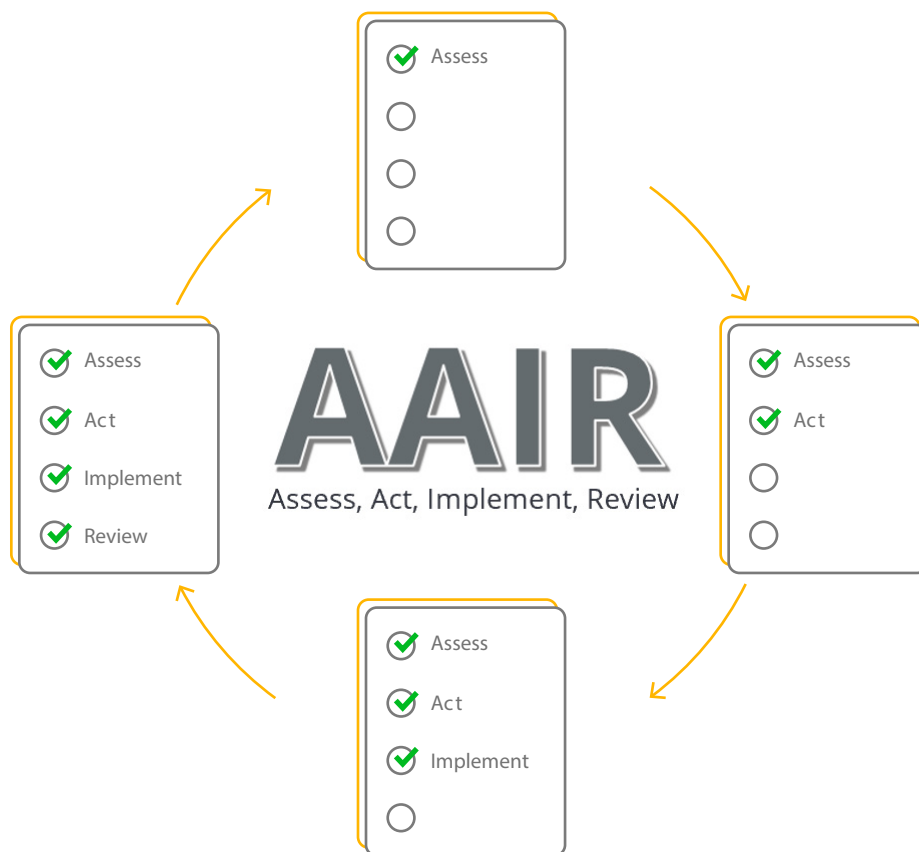 Assess
Assess
Act
Implement
Review
AAIR
Assess, Act, Implement, Review
Assess
Act
Assess
Act
Implement